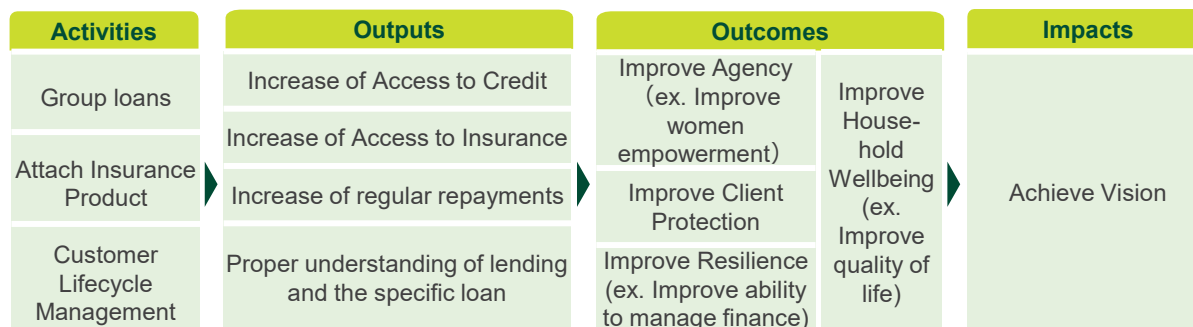 Activities
Group loans
Attach Insurance
Product
Customer
Lifecycle
Management
Outputs
Increase of Access to Credit
Increase of Access to Insurance
Increase of regular repayments
Proper understanding of lending
and the specific loan
Outcomes
Improve Agency
（ex. Improve
women
empowerment）
Improve Client
Protection
Improve Resilience
(ex. Improve ability
to manage finance)
Improve
House-
hold
Wellbeing
(ex.
Improve
quality of
life)
Impacts
Achieve Vision